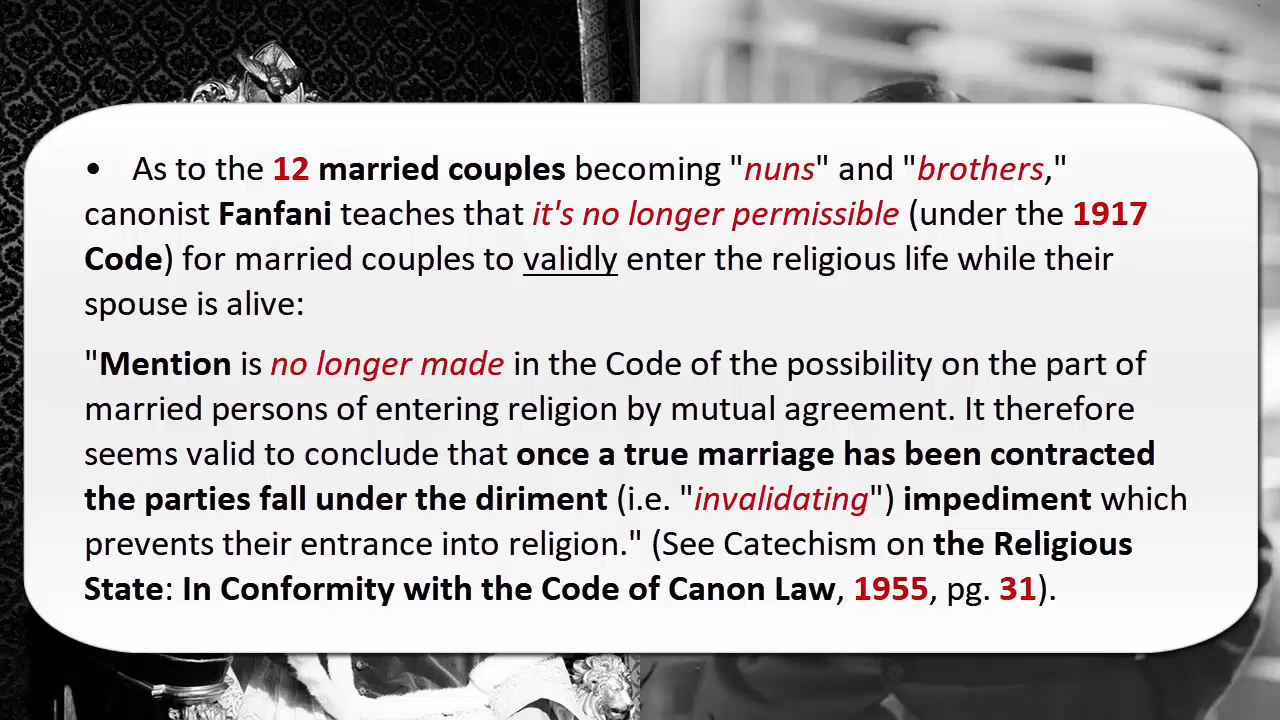 • As to the 12 married couples becoming "nuns" and "brothers,"
canonist Fanfani teaches that it's no longer permissible (under the 1917
Code) for married couples to validly enter the religious life while their
spouse is alive:
"Mention is no longer made in the Code of the possibility on the part of
married persons of entering religion by mutual agreement. It therefore
seems valid to conclude that once a true marriage has been contracted
the parties fall under the diriment (i.e. "invalidating") impediment which
prevents their entrance into religion." (See Catechism on the Religious
State: In Conformity with the Code of Canon Law, 1955, pg. 31).